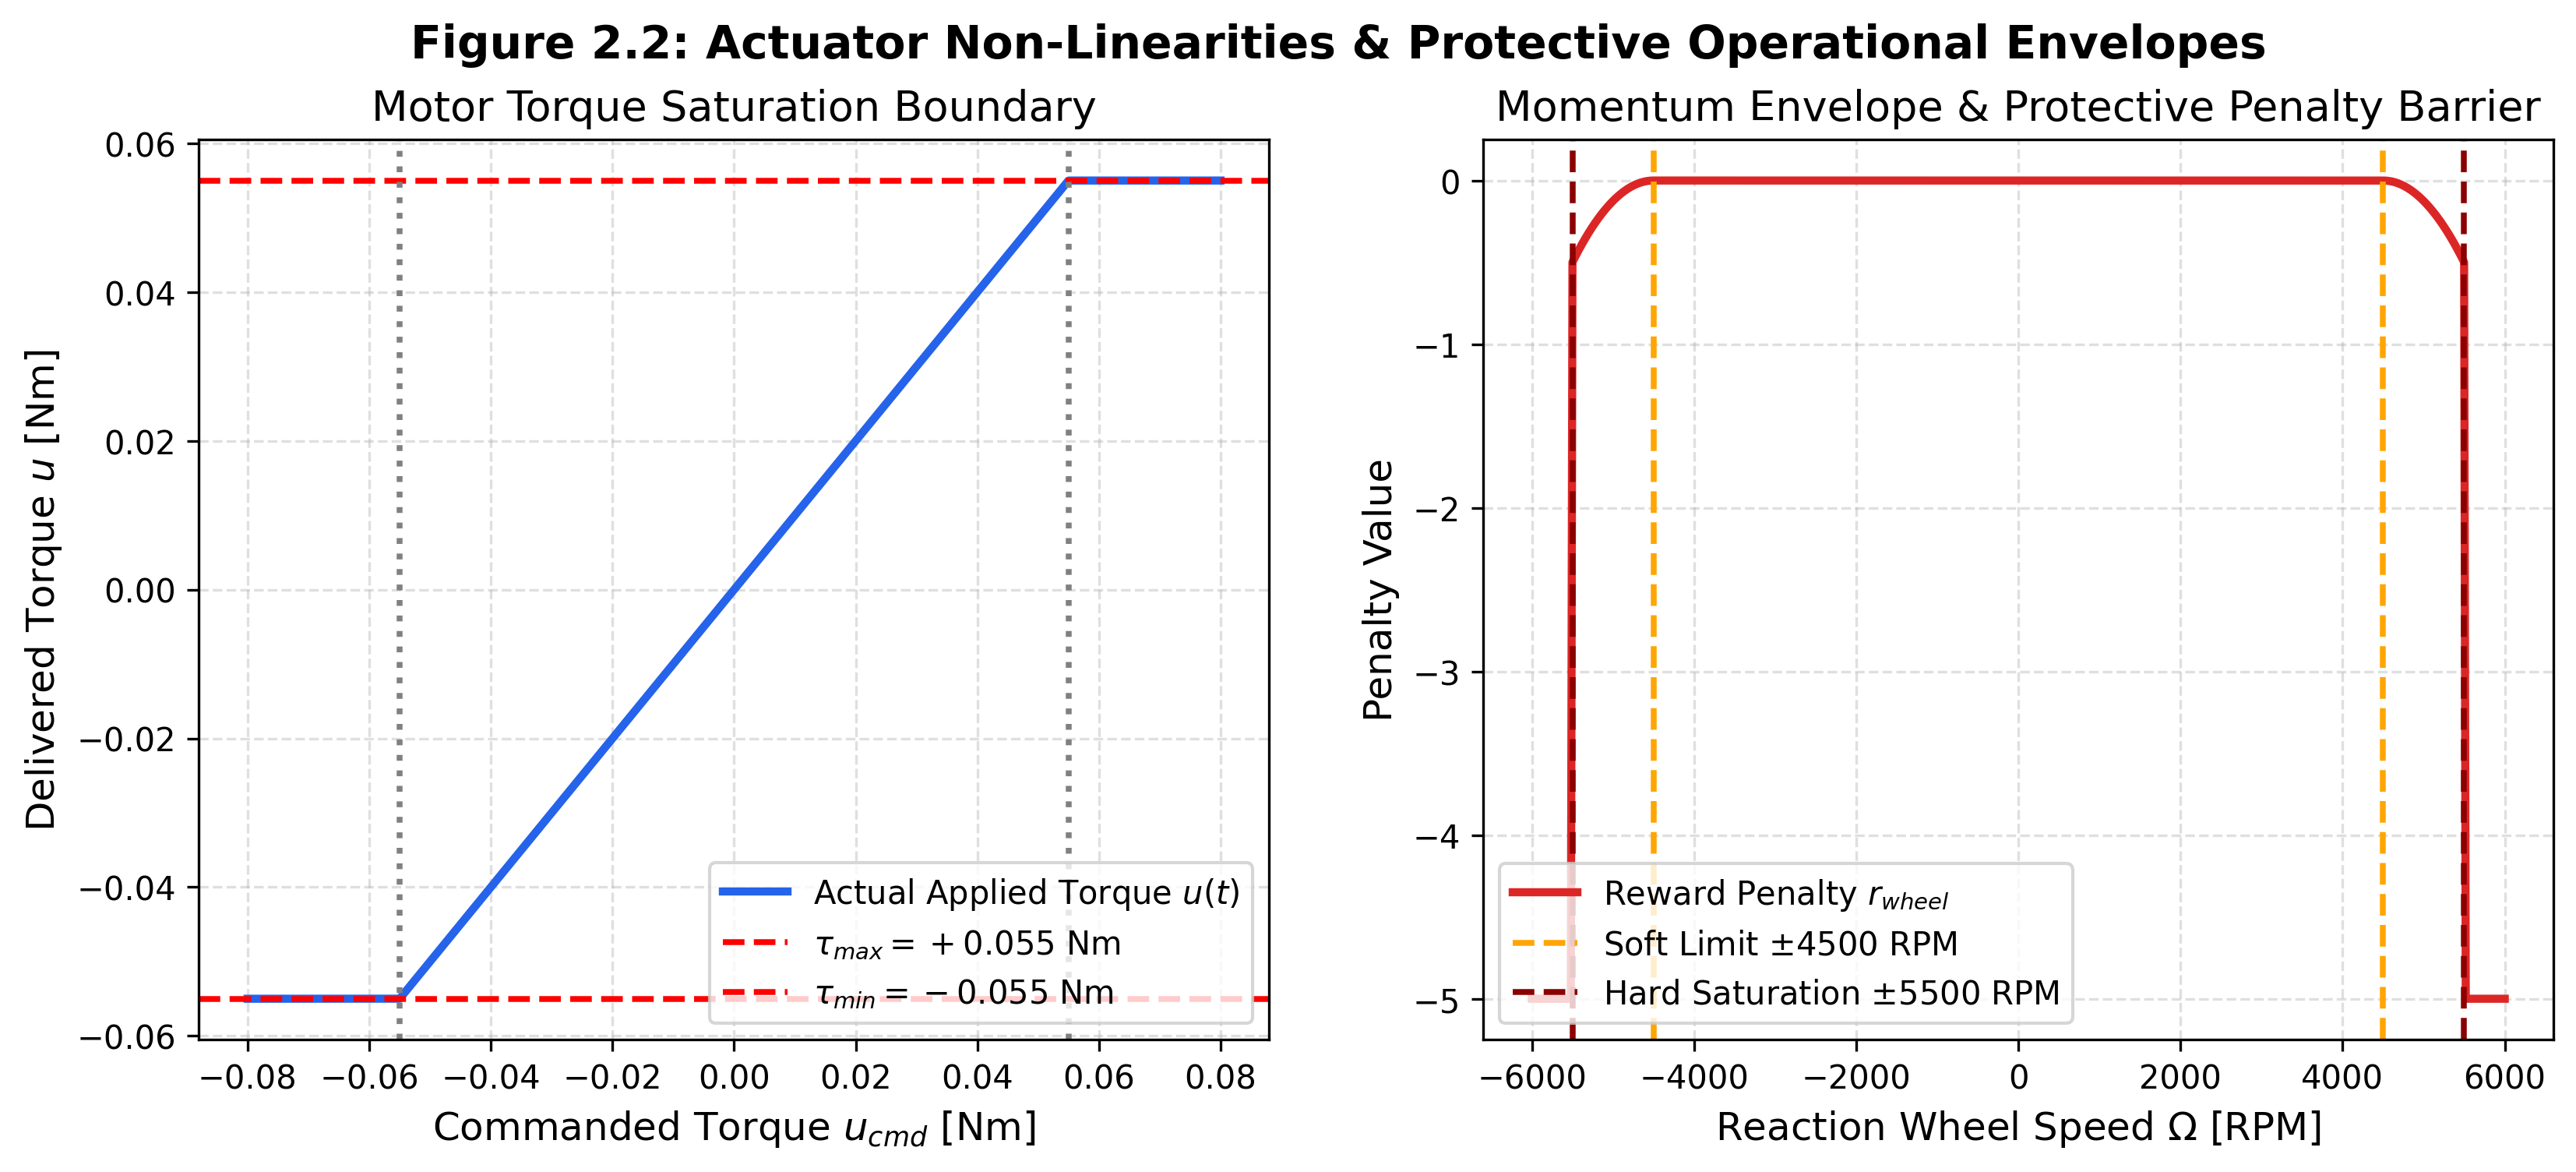 Figure 2.2: Actuator Non-Linearities & Protective Operational Envelopes
Motor Torque Saturation Boundary
0.06
0.04
0.02
0.00
−0.02
−0.04
−0.06
Delivered Torque u [Nm]
−0.08 −0.06 −0.04 −0.02 0.00 0.02 0.04 0.06 0.08
Commanded Torque u_cmd [Nm]
Actual Applied Torque u(t)
τ_max = +0.055 Nm
τ_min = −0.055 Nm
Momentum Envelope & Protective Penalty Barrier
0
−1
−2
−3
−4
−5
Penalty Value
−6000 −4000 −2000 0 2000 4000 6000
Reaction Wheel Speed Ω [RPM]
Reward Penalty r_wheel
Soft Limit ±4500 RPM
Hard Saturation ±5500 RPM